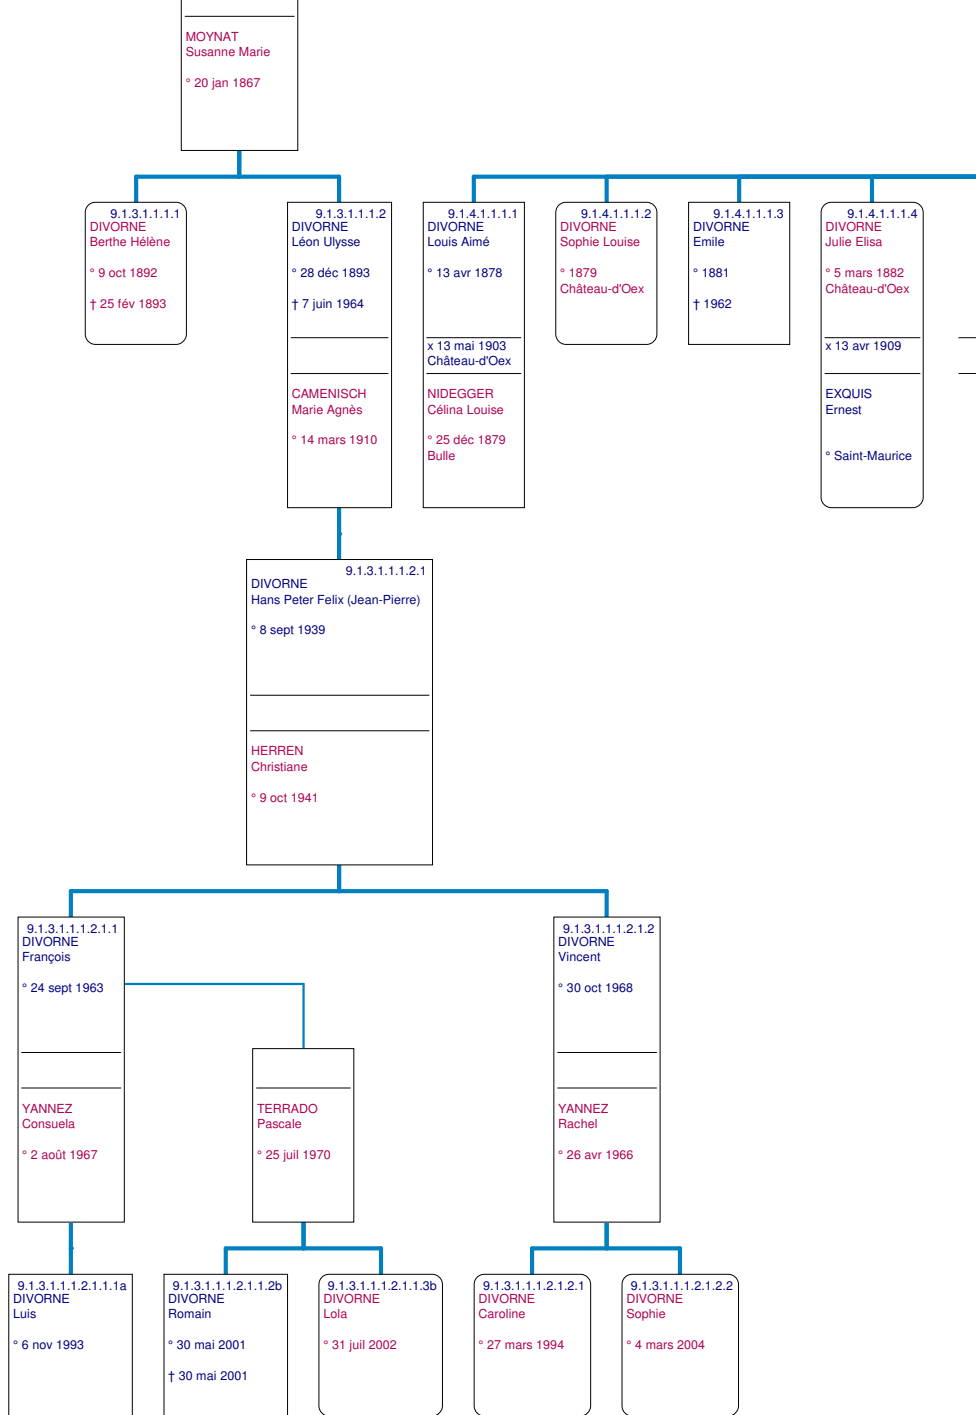 MOYNAT
Susanne Marie
° 20 jan 1867
9.1.3.1.1.1.1
DIVORNE
Berthe Hélène
° 9 oct 1892
† 25 fév 1893
9.1.3.1.1.1.2
DIVORNE
Léon Ulysse
° 28 déc 1893
† 7 juin 1964
CAMENISCH
Marie Agnès
° 14 mars 1910
9.1.4.1.1.1.1
DIVORNE
Louis Aimé
° 13 avr 1878
x 13 mai 1903
Château-d'Oex
NIDEGGER
Célina Louise
° 25 déc 1879
Bulle
9.1.4.1.1.1.2
DIVORNE
Sophie Louise
° 1879
Château-d'Oex
9.1.4.1.1.1.3
DIVORNE
Emile
° 1881
† 1962
9.1.4.1.1.1.4
DIVORNE
Julie Elisa
° 5 mars 1882
Château-d'Oex
x 13 avr 1909
EXQUIS
Ernest
° Saint-Maurice
9.1.3.1.1.1.2.1
DIVORNE
Hans Peter Felix (Jean-Pierre)
° 8 sept 1939
HERREN
Christiane
° 9 oct 1941
9.1.3.1.1.1.2.1.1
DIVORNE
François
° 24 sept 1963
YANNEZ
Consuela
° 2 août 1967
TERRADO
Pascale
° 25 juil 1970
9.1.3.1.1.1.2.1.2
DIVORNE
Vincent
° 30 oct 1968
YANNEZ
Rachel
° 26 avr 1966
9.1.3.1.1.1.2.1.1.1a
DIVORNE
Luis
° 6 nov 1993
9.1.3.1.1.1.2.1.1.2b
DIVORNE
Romain
° 30 mai 2001
† 30 mai 2001
9.1.3.1.1.1.2.1.1.3b
DIVORNE
Lola
° 31 juil 2002
9.1.3.1.1.1.2.1.2.1
DIVORNE
Caroline
° 27 mars 1994
9.1.3.1.1.1.2.1.2.2
DIVORNE
Sophie
° 4 mars 2004